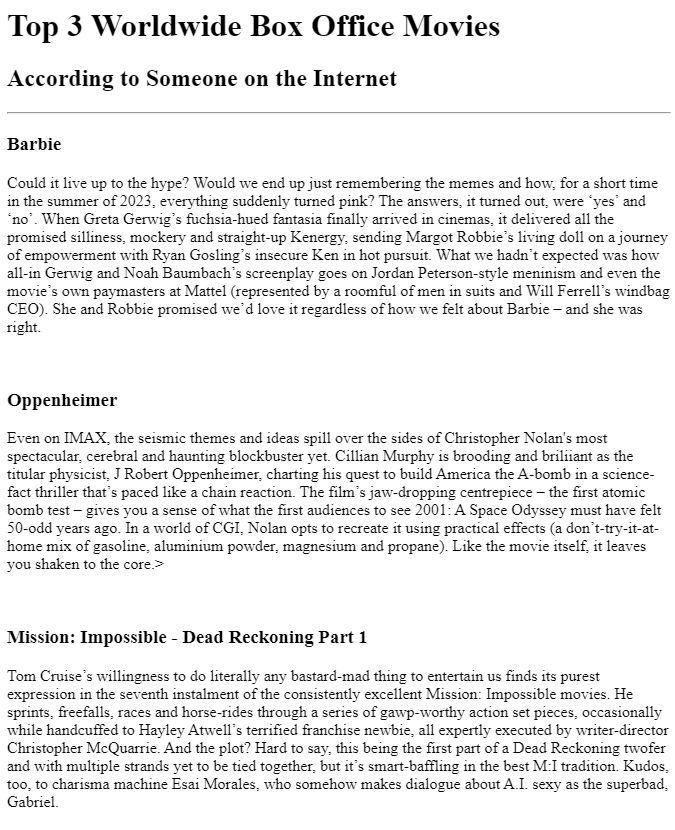 Top 3 Worldwide Box Office Movies
According to Someone on the Internet
Barbie
Could it live up to the hype? Would we end up just remembering the memes and how, for a short time
in the summer of 2023, everything suddenly turned pink? The answers, it turned out, were ‘yes’ and
‘no’. When Greta Gerwig’s fuchsia-hued fantasia finally arrived in cinemas, it delivered all the
promised silliness, mockery and straight-up Kenergy, sending Margot Robbie’s living doll on a journey
of empowerment with Ryan Gosling’s insecure Ken in hot pursuit. What we hadn’t expected was how
all-in Gerwig and Noah Baumbach’s screenplay goes on Jordan Peterson-style meninism and even the
movie’s own paymasters at Mattel (represented by a roomful of men in suits and Will Ferrell’s windbag
CEO). She and Robbie promised we’d love it regardless of how we felt about Barbie – and she was
right.
Oppenheimer
Even on IMAX, the seismic themes and ideas spill over the sides of Christopher Nolan's most
spectacular, cerebral and haunting blockbuster yet. Cillian Murphy is brooding and briliiant as the
titular physicist, J Robert Oppenheimer, charting his quest to build America the A-bomb in a science-
fact thriller that’s paced like a chain reaction. The film’s jaw-dropping centrepiece – the first atomic
bomb test – gives you a sense of what the first audiences to see 2001: A Space Odyssey must have felt
50-odd years ago. In a world of CGI, Nolan opts to recreate it using practical effects (a don’t-try-it-at-
home mix of gasoline, aluminium powder, magnesium and propane). Like the movie itself, it leaves
you shaken to the core.>
Mission: Impossible - Dead Reckoning Part 1
Tom Cruise’s willingness to do literally any bastard-mad thing to entertain us finds its purest
expression in the seventh instalment of the consistently excellent Mission: Impossible movies. He
sprints, freefalls, races and horse-rides through a series of gawp-worthy action set pieces, occasionally
while handcuffed to Hayley Atwell’s terrified franchise newbie, all expertly executed by writer-director
Christopher McQuarrie. And the plot? Hard to say, this being the first part of a Dead Reckoning twofer
and with multiple strands yet to be tied together, but it’s smart-baffling in the best M:I tradition. Kudos,
too, to charisma machine Esai Morales, who somehow makes dialogue about A.I. sexy as the superbad,
Gabriel.